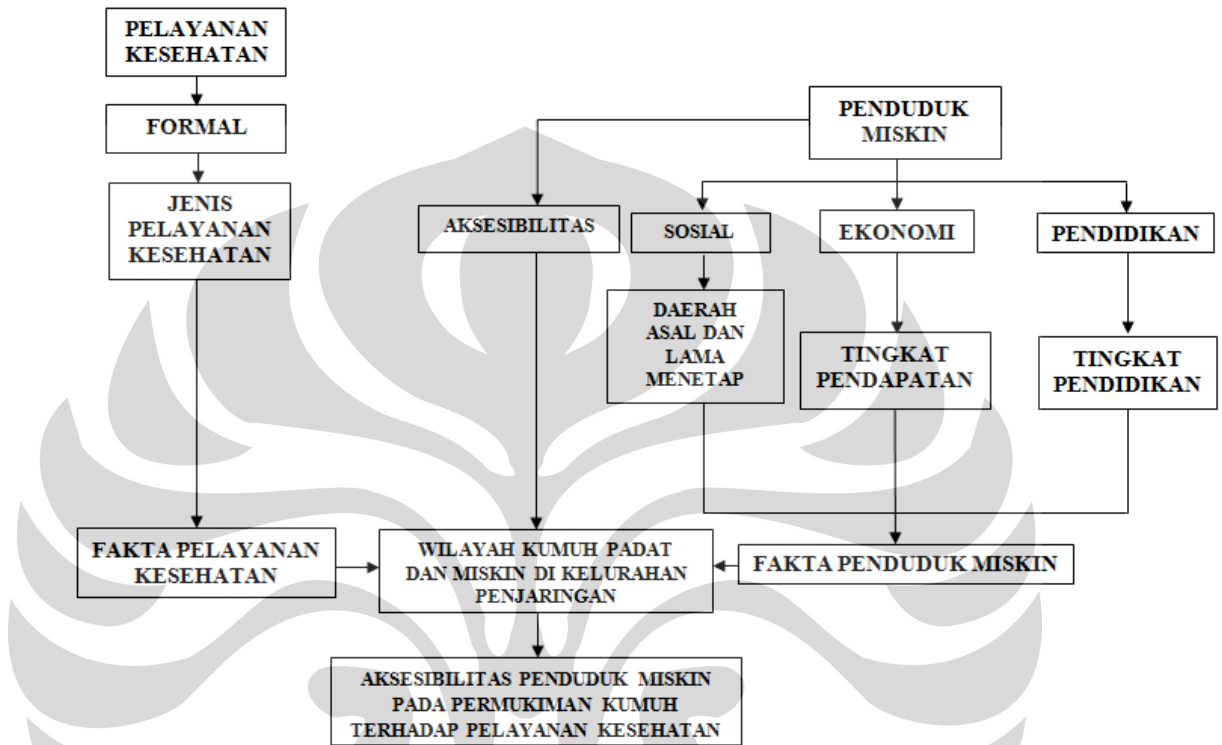 PELAYANAN
KESEHATAN
FORMAL
JENIS
PELAYANAN
KESEHATAN
PENDUDUK
MISKIN
AKSESIBILITAS
SOSIAL
EKONOMI
PENDIDIKAN
DAERAH
ASAL DAN
LAMA
MENETAP
TINGKAT
PENDAPATAN
TINGKAT
PENDIDIKAN
FAKTA PELAYANAN
KESEHATAN
WILAYAH KUMUH PADAT
DAN MISKIN DI KELURAHAN
PENJARINGAN
FAKTA PENDUDUK MISKIN
AKSESIBILITAS PENDUDUK MISKIN
PADA PERMUKIMAN KUMUH
TERHADAP PELAYANAN KESEHATAN